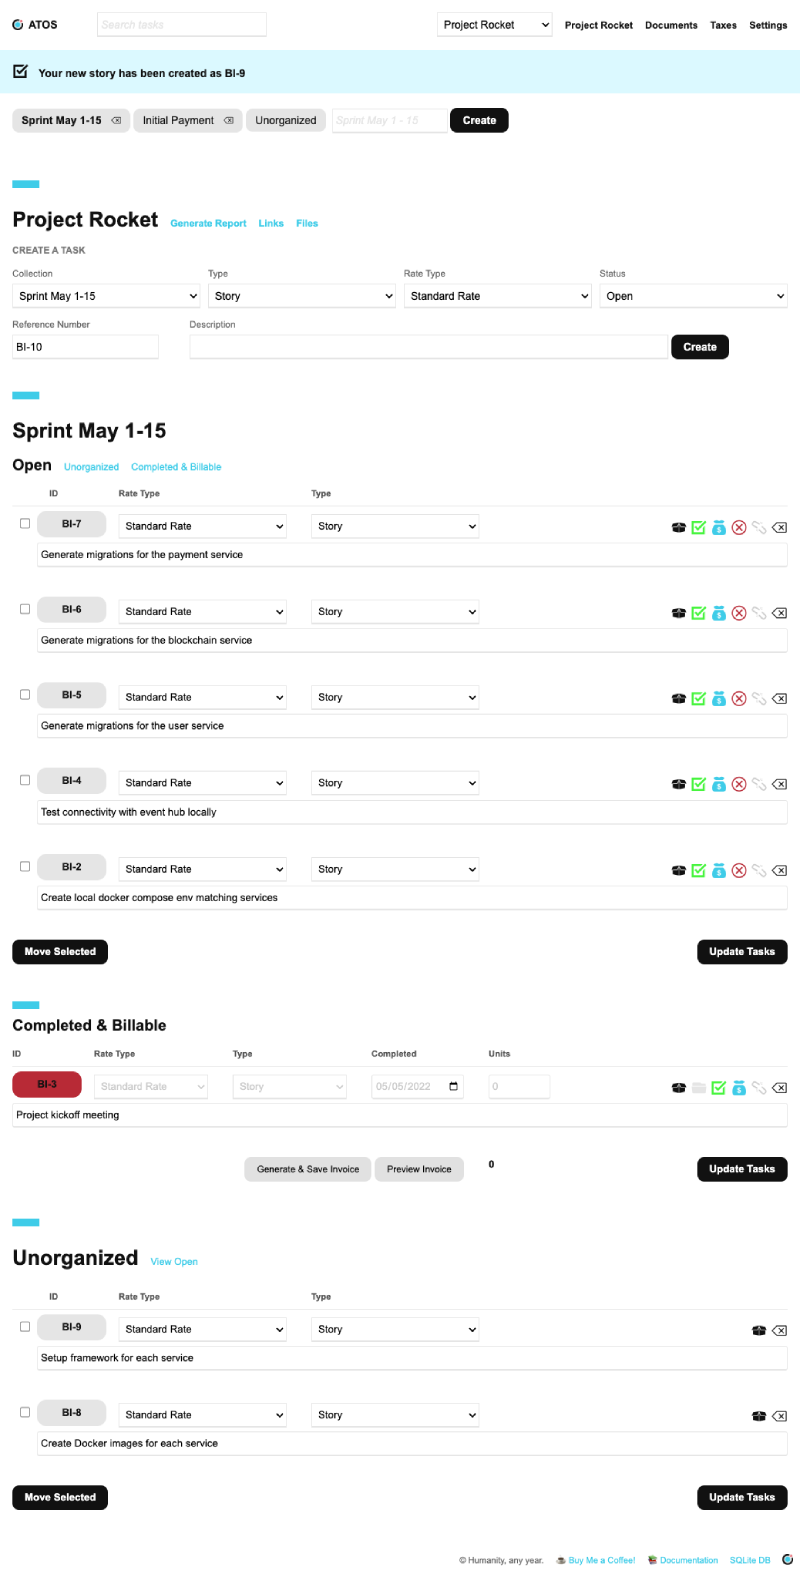 ATOS Search tasks Project Rocket Project Rocket Documents Taxes Settings
Your new story has been created as BI-9
Sprint May 1-15 Initial Payment Unorganized Sprint May 1 - 15 Create
Project Rocket Generate Report Links Files
CREATE A TASK
Collection Type Rate Type Status
Sprint May 1-15 Story Standard Rate Open
Reference Number Description
BI-10 Create
Sprint May 1-15
Open Unorganized Completed & Billable
ID Rate Type Type
BI-7 Standard Rate Story
Generate migrations for the payment service
BI-6 Standard Rate Story
Generate migrations for the blockchain service
BI-5 Standard Rate Story
Generate migrations for the user service
BI-4 Standard Rate Story
Test connectivity with event hub locally
BI-2 Standard Rate Story
Create local docker compose env matching services
Move Selected Update Tasks
Completed & Billable
ID Rate Type Type Completed Units
BI-3 Standard Rate Story 05/05/2022 0
Project kickoff meeting
Generate & Save Invoice Preview Invoice 0 Update Tasks
Unorganized View Open
ID Rate Type Type
BI-9 Standard Rate Story
Setup framework for each service
BI-8 Standard Rate Story
Create Docker images for each service
Move Selected Update Tasks
© Humanity, any year. Buy Me a Coffee! Documentation SQLite DB